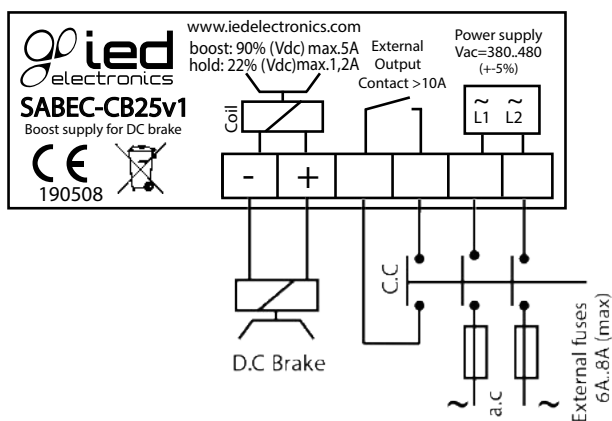 ied
electronics
SABEC-CB25v1
Boost supply for DC brake
CE
190508
www.iedelectronics.com
boost: 90% (Vdc) max.5A
hold: 22% (Vdc)max.1,2A
External
Output
Contact >10A
Power supply
Vac=380..480
(+-5%)
Coil
~ ~
L1 L2
- +
C.C
D.C Brake
~ a.c ~
External fuses
6A..8A (max)